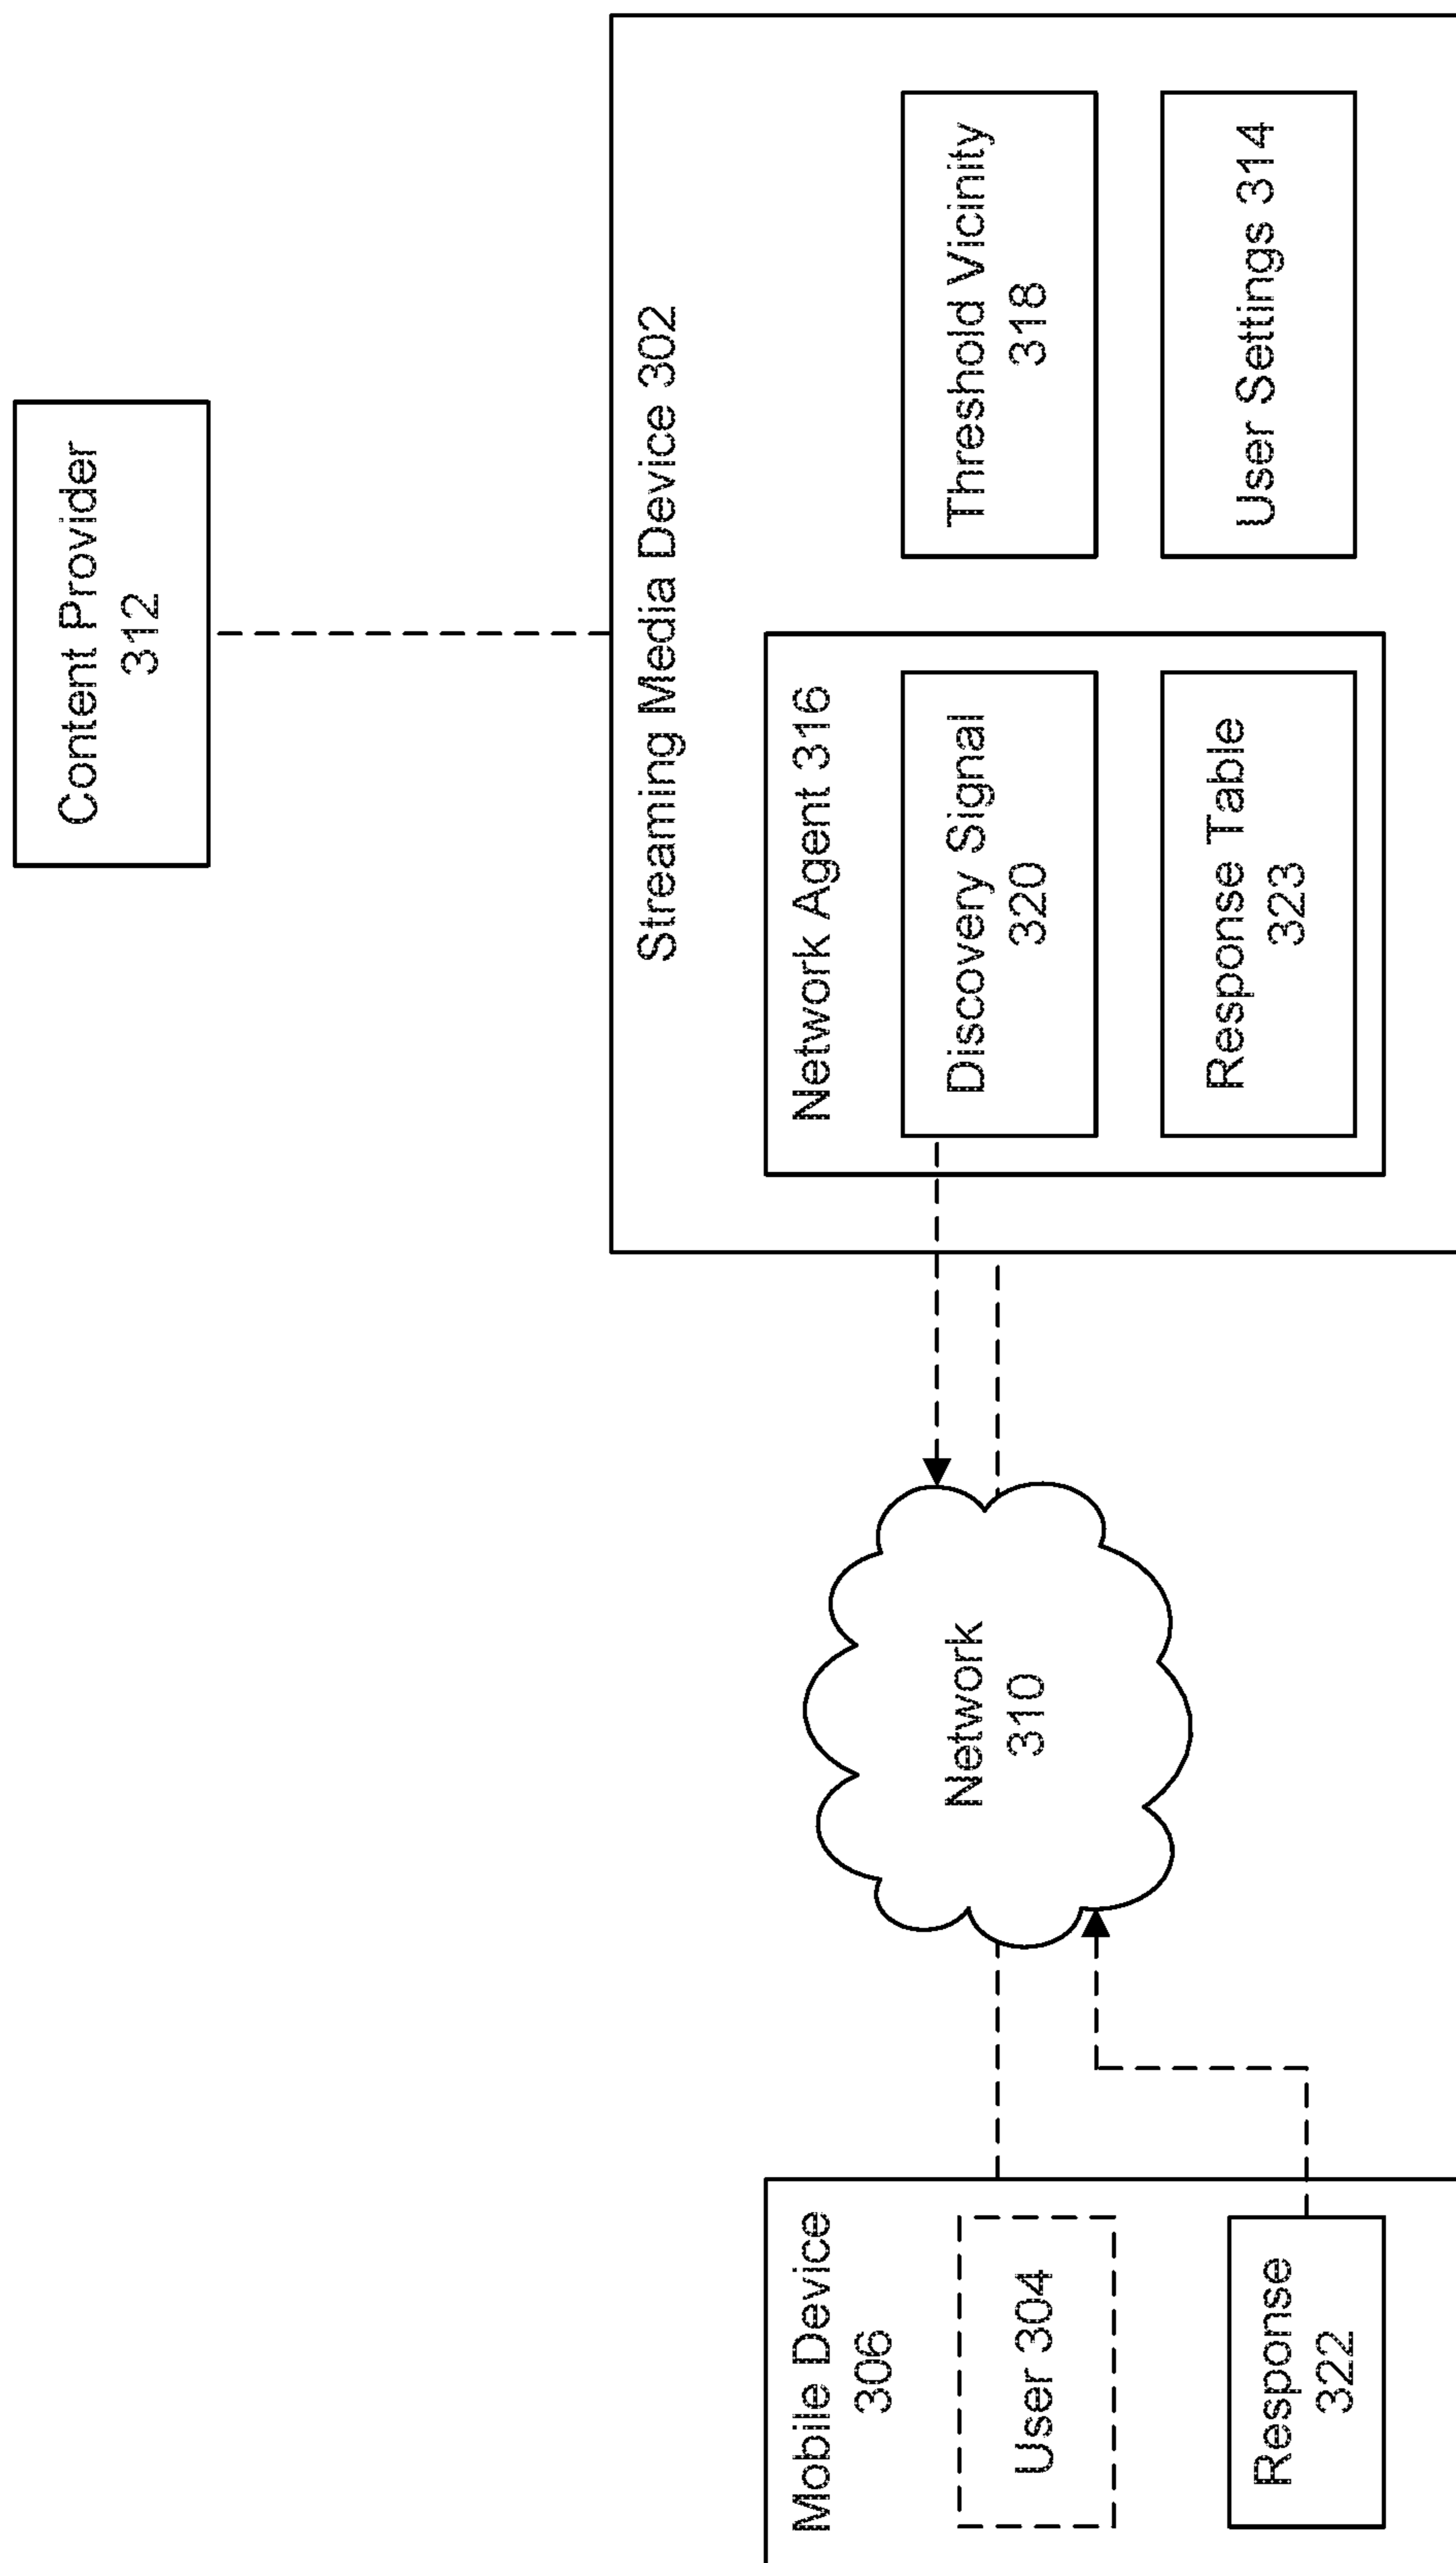 Content Provider
312
Streaming Media Device 302
Network Agent 316
Discovery Signal
320
Threshold Vicinity
318
Response Table
323
User Settings 314
Network
310
Mobile Device
306
User 304
Response
322